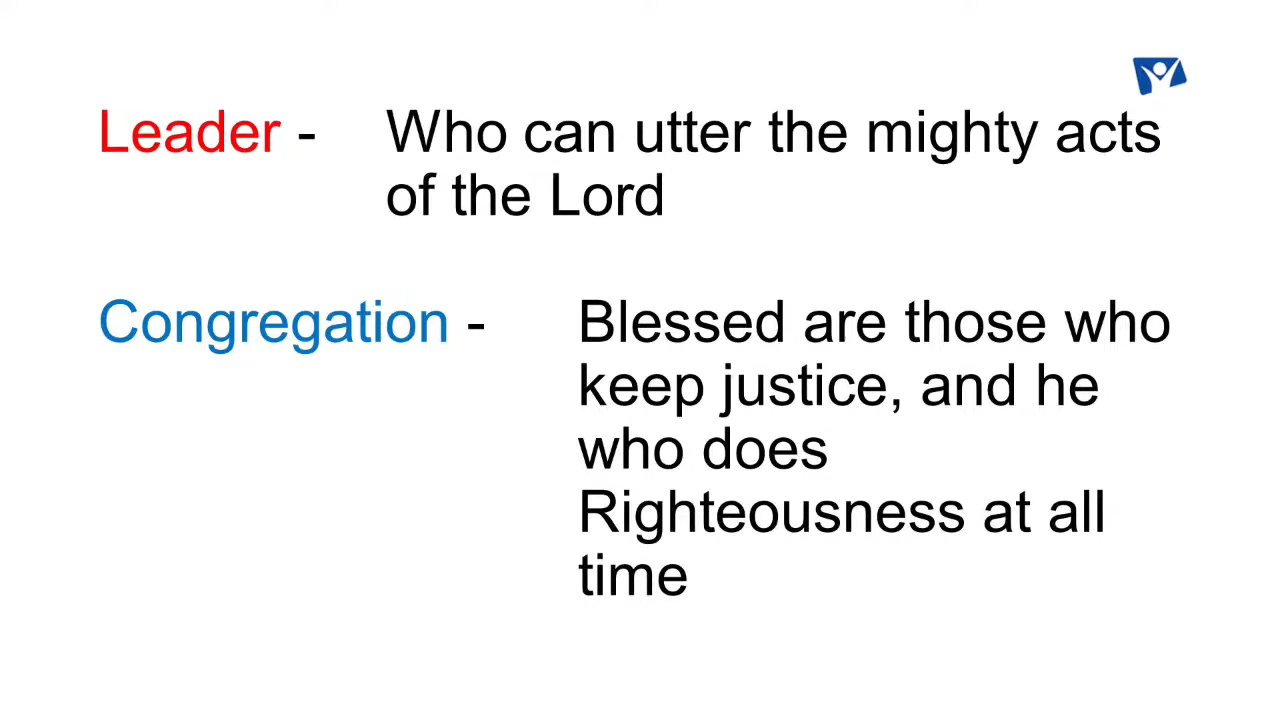 Leader - Who can utter the mighty acts
of the Lord
Congregation - Blessed are those who
keep justice, and he
who does
Righteousness at all
time